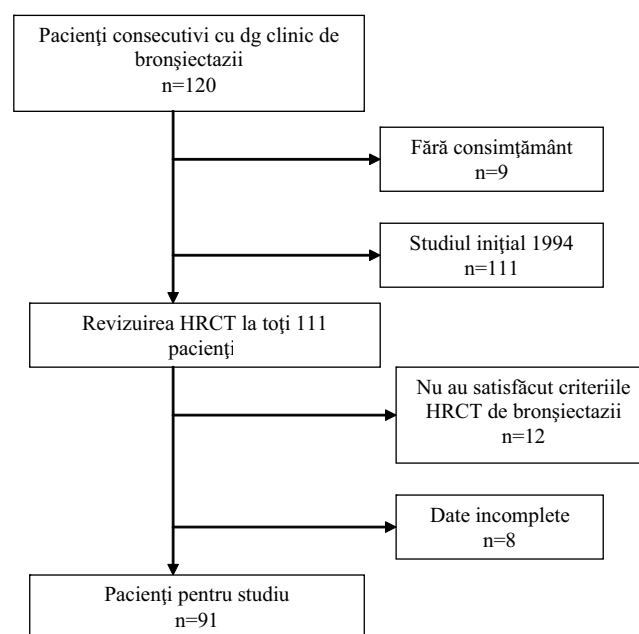 Pacienţi consecutivi cu dg clinic de
bronşiectazii
n=120
Fără consimţământ
n=9
Studiul iniţial 1994
n=111
Revizuirea HRCT la toţi 111
pacienţi
Nu au satisfăcut criteriile
HRCT de bronşiectazii
n=12
Date incomplete
n=8
Pacienţi pentru studiu
n=91